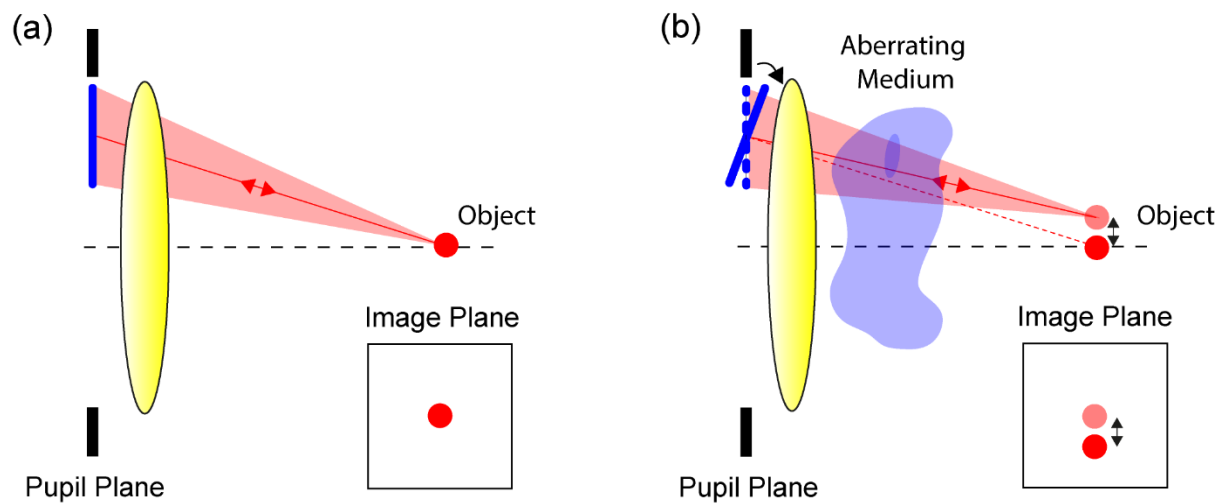 (a)
Object
Image Plane
Pupil Plane
(b)
Aberrating
Medium
Object
Image Plane
Pupil Plane